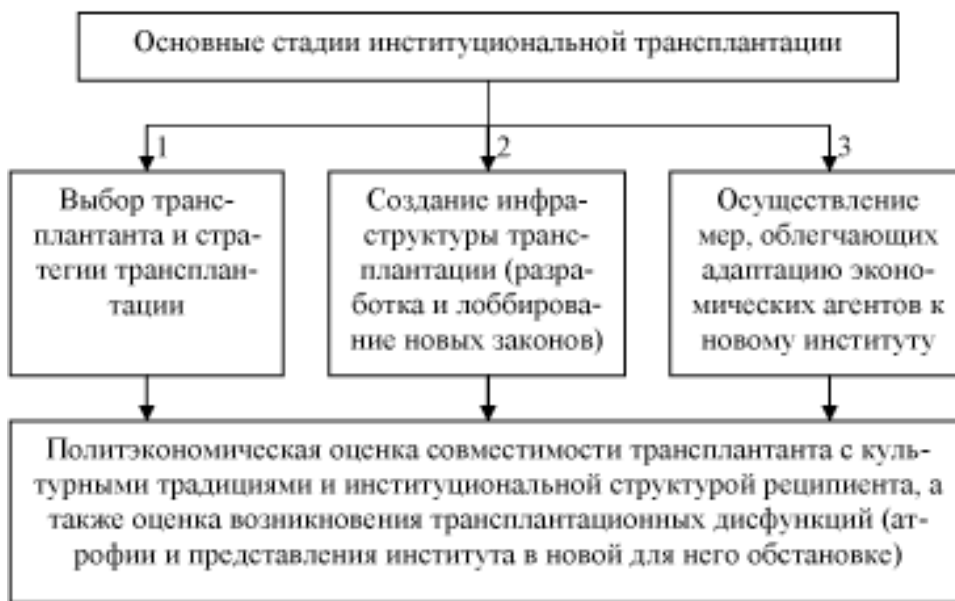 Основные стадии институциональной трансплантации
1
2
3
Выбор транс-
плантанта и стра-
тегии трансплан-
тации
Создание инфра-
структуры транс-
плантации (разра-
ботка и лоббирова-
ние новых законов)
Осуществление
мер, облегчающих
адаптацию эконо-
мических агентов к
новому институту
Политэкономическая оценка совместимости трансплантанта с куль-
турными традициями и институциональной структурой реципиента, а
также оценка возникновения трансплантационных дисфункций (ат-
рофии и представления института в новой для него обстановке)